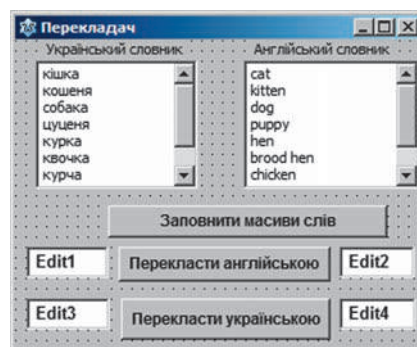 Перекладач
Український словник
Англійський словник
кішка
кошеня
собака
цуценя
курка
квочка
курча
cat
kitten
dog
puppy
hen
brood hen
chicken
Заповнити масиви слів
Edit1
Перекласти англійською
Edit2
Edit3
Перекласти українською
Edit4